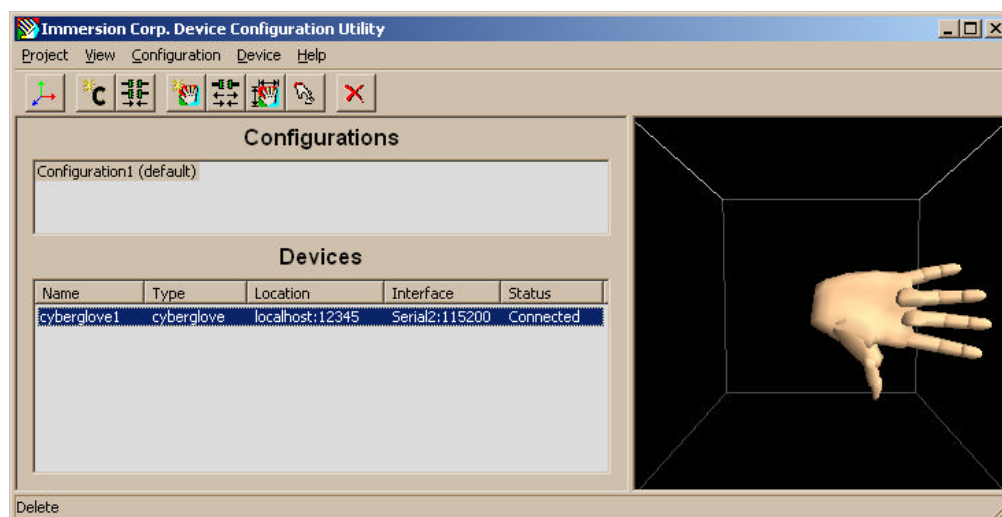 Immersion Corp. Device Configuration Utility
Project View Configuration Device Help
C
Configurations
Configuration1 (default)
Devices
Name Type Location Interface Status
cyberglove1 cyberglove localhost:12345 Serial2:115200 Connected
Delete